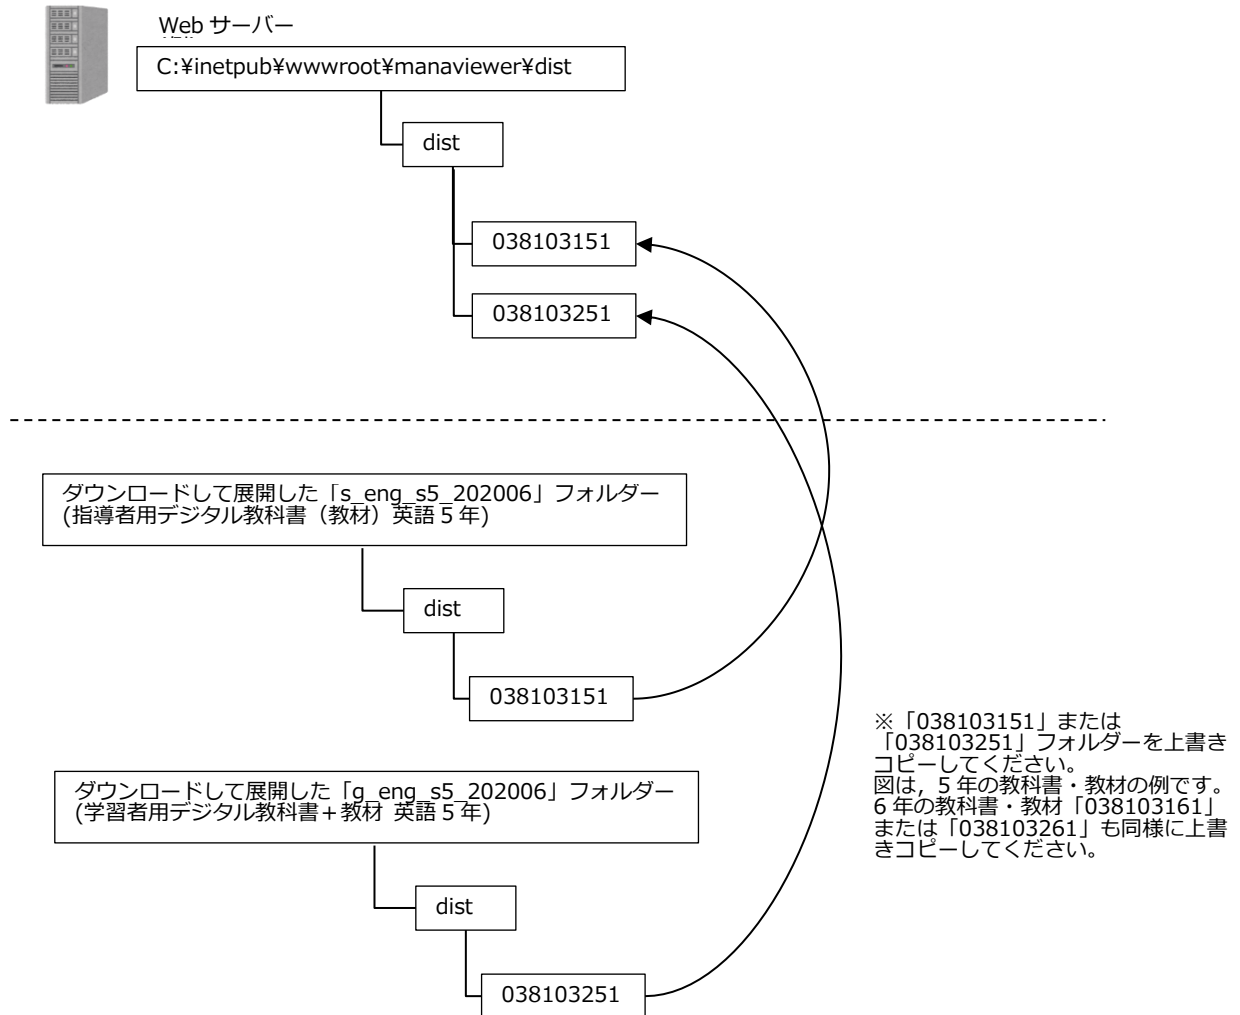 Web サーバー
C:¥inetpub¥wwwroot¥manaviewer¥dist
dist
038103151
038103251
ダウンロードして展開した「s_eng_s5_202006」フォルダー
(指導者用デジタル教科書（教材）英語 5 年)
dist
038103151
ダウンロードして展開した「g_eng_s5_202006」フォルダー
(学習者用デジタル教科書＋教材 英語 5 年)
dist
038103251
※「038103151」または
「038103251」フォルダーを上書き
コピーしてください。
図は，5 年の教科書・教材の例です。
6 年の教科書・教材「038103161」
または「038103261」も同様に上書
きコピーしてください。